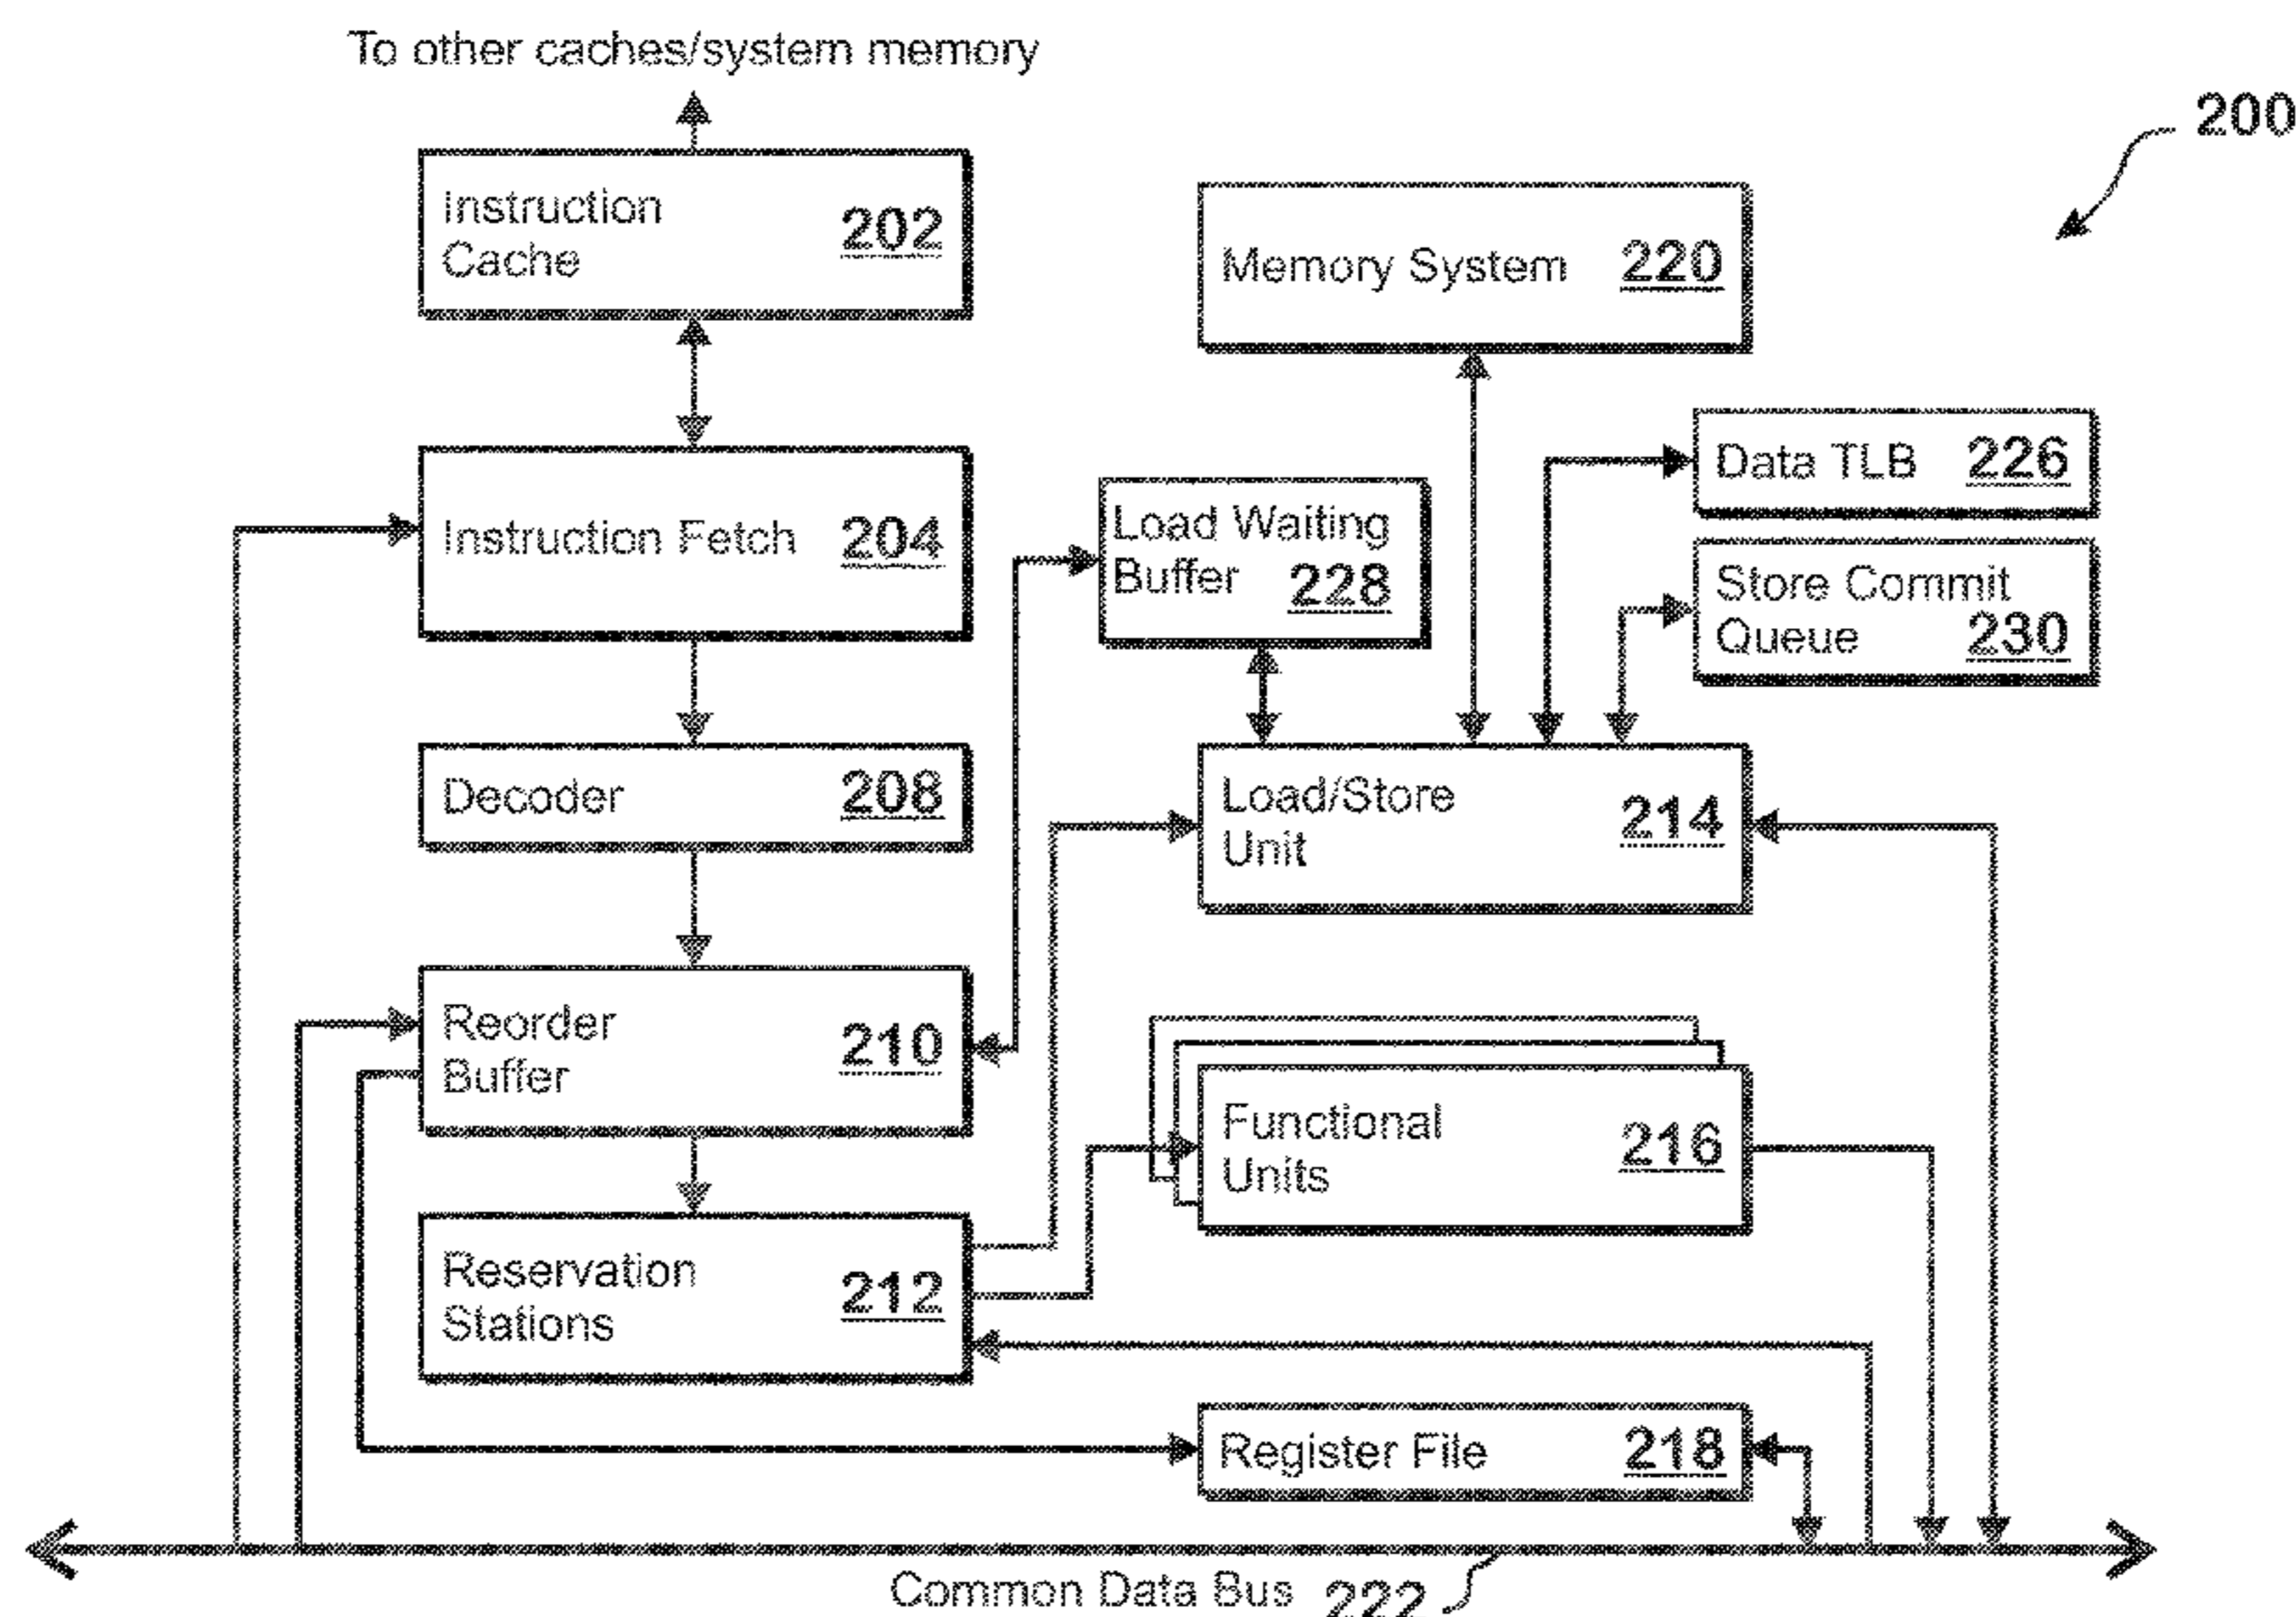 To other caches/system memory
200
Instruction
Cache
202
Memory System 220
Data TLB 226
Instruction Fetch 204
Load Waiting
Buffer 228
Store Commit
Queue 230
Decoder 208
Load/Store
Unit
214
Reorder
Buffer
210
Functional
Units
216
Reservation
Stations
212
Register File 218
Common Data Bus 222